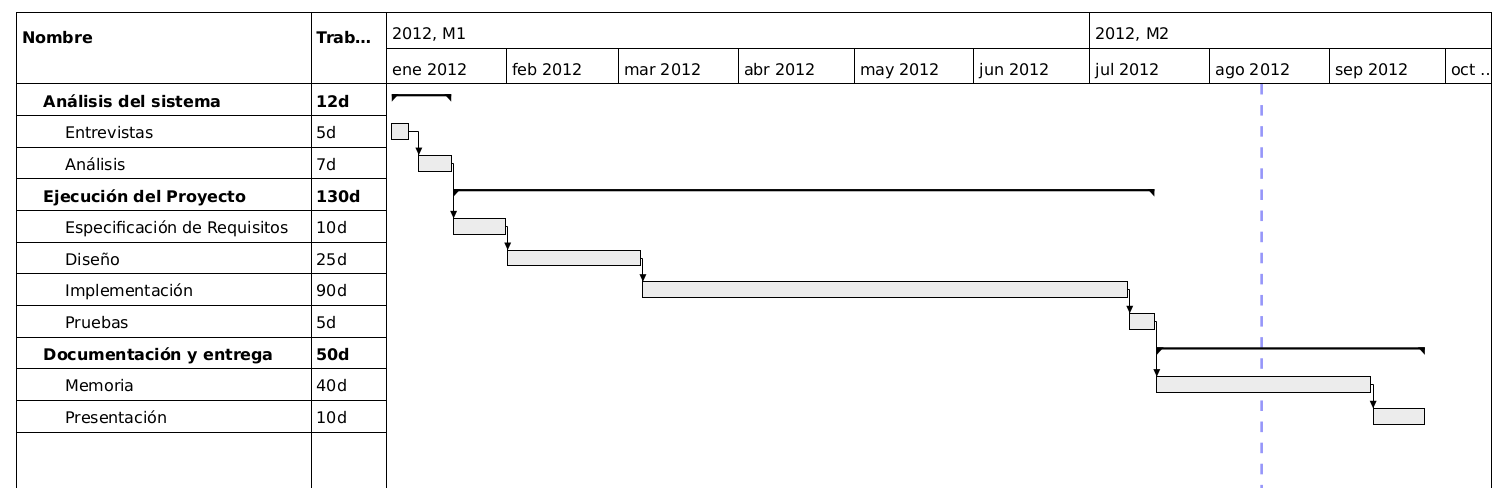 Nombre Trab... 2012, M1 2012, M2
ene 2012 feb 2012 mar 2012 abr 2012 may 2012 jun 2012 jul 2012 ago 2012 sep 2012 oct ..
Análisis del sistema 12d
Entrevistas 5d
Análisis 7d
Ejecución del Proyecto 130d
Especificación de Requisitos 10d
Diseño 25d
Implementación 90d
Pruebas 5d
Documentación y entrega 50d
Memoria 40d
Presentación 10d